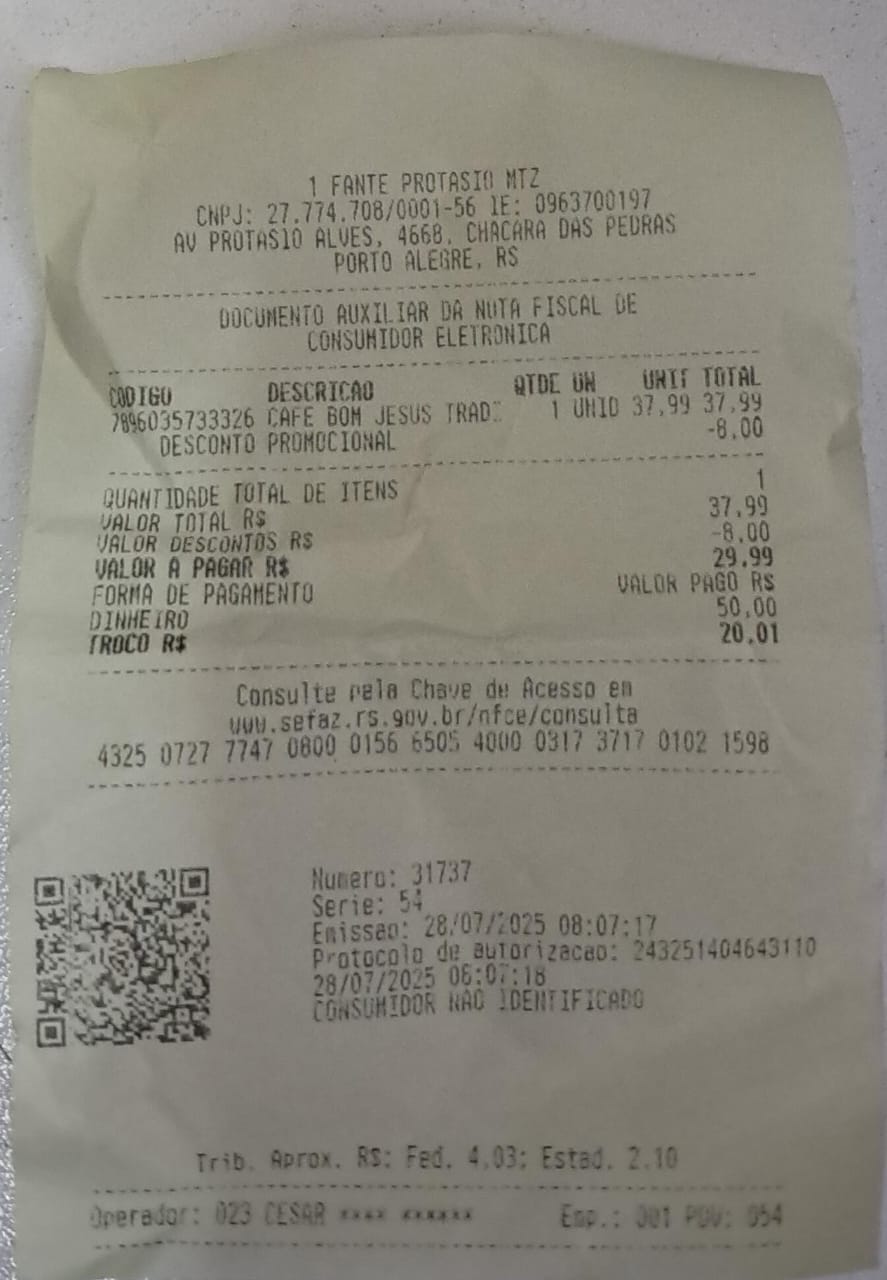 1 FANTE PROTASIO MTZ
CNPJ: 27.774.708/0001-56 IE: 0963700197
AV PROTASIO ALVES, 4668, CHACARA DAS PEDRAS
PORTO ALEGRE, RS
DOCUMENTO AUXILIAR DA NOTA FISCAL DE
CONSUMIDOR ELETRONICA
CODIGO DESCRICAO QTDE UN UNIT TOTAL
7896035733326 CAFE BOM JESUS TRAD 1 UNID 37,99 37,99
DESCONTO PROMOCIONAL -8,00
QUANTIDADE TOTAL DE ITENS 1
VALOR TOTAL R$ 37,99
VALOR DESCONTOS R$ -8,00
VALOR A PAGAR R$ 29,99
FORMA DE PAGAMENTO VALOR PAGO R$
DINHEIRO 50,00
TROCO R$ 20,01
Consulte pela Chave de Acesso em
www.sefaz.rs.gov.br/nfce/consulta
4325 0727 7747 0800 0156 6505 4000 0317 3717 0102 1598
Numero: 31737
Serie: 54
Emissao: 28/07/2025 08:07:17
Protocolo de autorizacao: 243251404643110
28/07/2025 08:07:18
CONSUMIDOR NAO IDENTIFICADO
Trib. Aprox. R$: Fed. 4,03; Estad. 2,10
Operador: 023 CESAR **** ******  Emp.: 001 PDV: 054